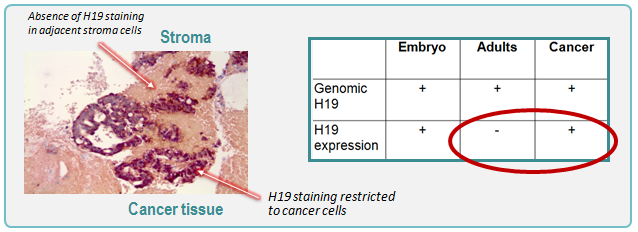 Absence of H19 staining
in adjacent stroma cells
Stroma
Cancer tissue
H19 staining restricted
to cancer cells
Embryo Adults Cancer
Genomic H19 + + +
H19 expression + - +